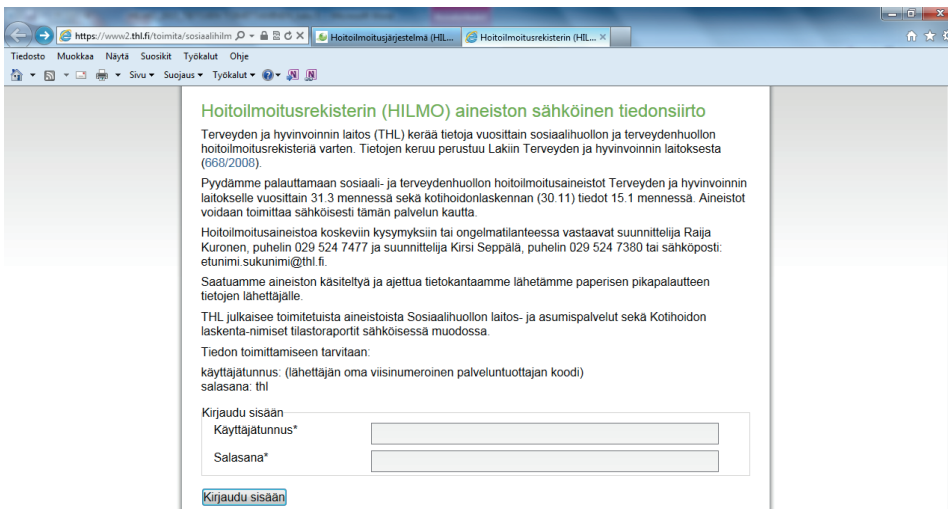 https://www2.thl.fi/toimita/sosiaalihilm
Hoitoilmoitusjärjestelmä (HIL...
Hoitoilmoitusrekisterin (HIL...
Tiedosto Muokkaa Näytä Suosikit Työkalut Ohje
Sivu Suojaus Työkalut
Hoitoilmoitusrekisterin (HILMO) aineiston sähköinen tiedonsiirto
Terveyden ja hyvinvoinnin laitos (THL) kerää tietoja vuosittain sosiaalihuollon ja terveydenhuollon
hoitoilmoitusrekisteriä varten. Tietojen keruu perustuu Lakiin Terveyden ja hyvinvoinnin laitoksesta
(668/2008).
Pyydämme palauttamaan sosiaali- ja terveydenhuollon hoitoilmoitusaineistot Terveyden ja hyvinvoinnin
laitokselle vuosittain 31.3 mennessä sekä kotihoidonlaskennan (30.11) tiedot 15.1 mennessä. Aineistot
voidaan toimittaa sähköisesti tämän palvelun kautta.
Hoitoilmoitusaineistoa koskeviin kysymyksiin tai ongelmatilanteessa vastaavat suunnittelija Raija
Kuronen, puhelin 029 524 7477 ja suunnittelija Kirsi Seppälä, puhelin 029 524 7380 tai sähköposti:
etunimi.sukunimi@thl.fi.
Saatuamme aineiston käsiteltyä ja ajettua tietokantaamme lähetämme paperisen pikapalautteen
tietojen lähettäjälle.
THL julkaisee toimitetuista aineistoista Sosiaalihuollon laitos- ja asumispalvelut sekä Kotihoidon
laskenta-nimiset tilastoraportit sähköisessä muodossa.
Tiedon toimittamiseen tarvitaan:
käyttäjätunnus: (lähettäjän oma viisinumeroinen palveluntuottajan koodi)
salasana: thl
Kirjaudu sisään
Käyttäjätunnus*
Salasana*
Kirjaudu sisään